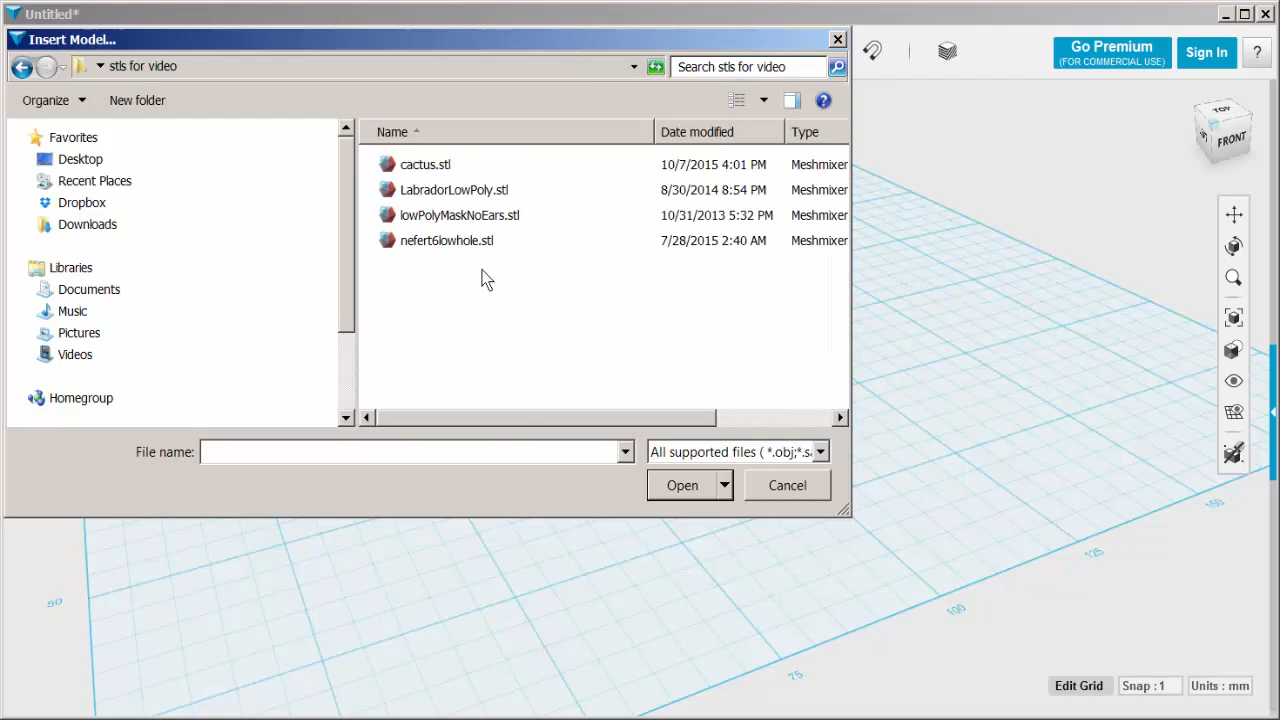 Untitled*
Insert Model...
stls for video
Search stls for video
Go Premium
(FOR COMMERCIAL USE)
Sign In
?
Organize
New folder
?
TOP
FRONT
Favorites
Desktop
Recent Places
Dropbox
Downloads
Libraries
Documents
Music
Pictures
Videos
Homegroup
Name Date modified Type
cactus.stl 10/7/2015 4:01 PM Meshmixer
LabradorLowPoly.stl 8/30/2014 8:54 PM Meshmixer
lowPolyMaskNoEars.stl 10/31/2013 5:32 PM Meshmixer
nefert6lowhole.stl 7/28/2015 2:40 AM Meshmixer
File name:
All supported files ( *.obj;*.s
Open
Cancel
150
125
100
75
50
Edit Grid
Snap : 1
Units : mm